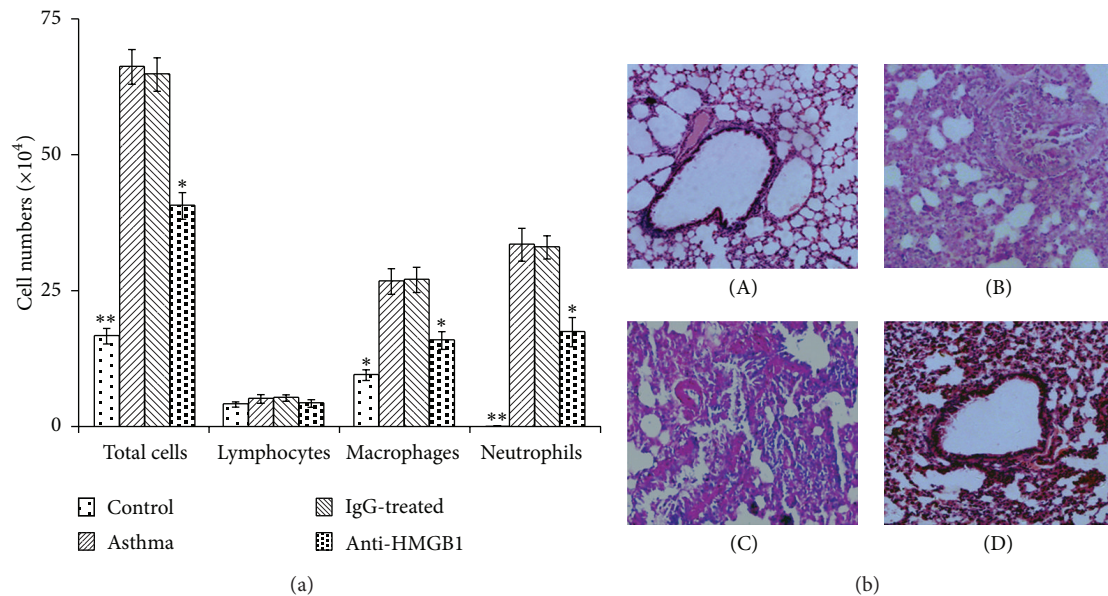 75
50
25
0
Cell numbers (×10⁴)
**
*
*
*
**
*
Total cells
Lymphocytes
Macrophages
Neutrophils
Control
IgG-treated
Asthma
Anti-HMGB1
(a)
(A)
(B)
(C)
(D)
(b)